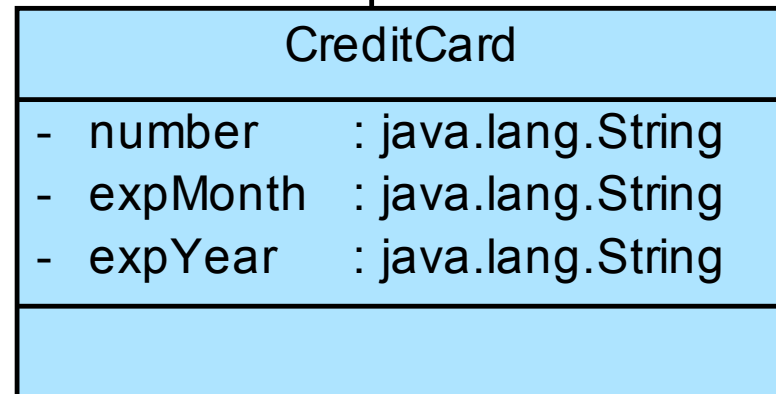 CreditCard
- number : java.lang.String
- expMonth : java.lang.String
- expYear : java.lang.String